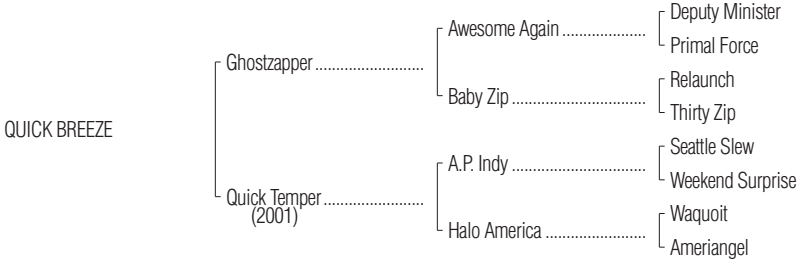 Deputy Minister
Awesome Again ......................
Primal Force
Ghostzapper ..........................
Relaunch
Baby Zip ..................................
Thirty Zip
QUICK BREEZE
Seattle Slew
A.P. Indy ..................................
Weekend Surprise
Quick Temper ........................
(2001)
Waquoit
Halo America ..........................
Ameriangel